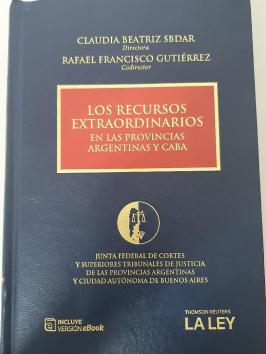 CLAUDIA BEATRIZ SBDAR
Directora
RAFAEL FRANCISCO GUTIÉRREZ
Codirector
LOS RECURSOS
EXTRAORDINARIOS
EN LAS PROVINCIAS
ARGENTINAS Y CABA
JUNTA FEDERAL DE CORTES
Y SUPERIORES TRIBUNALES DE JUSTICIA
DE LAS PROVINCIAS ARGENTINAS
Y CIUDAD AUTÓNOMA DE BUENOS AIRES
INCLUYE
VERSIÓN eBook
THOMSON REUTERS
LA LEY